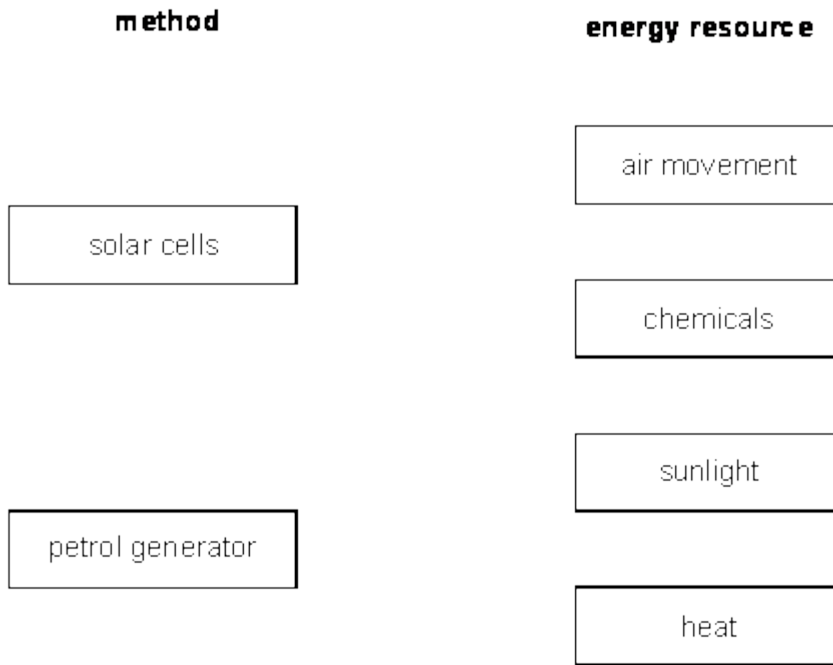 method
energy resource
air movement
solar cells
chemicals
sunlight
petrol generator
heat